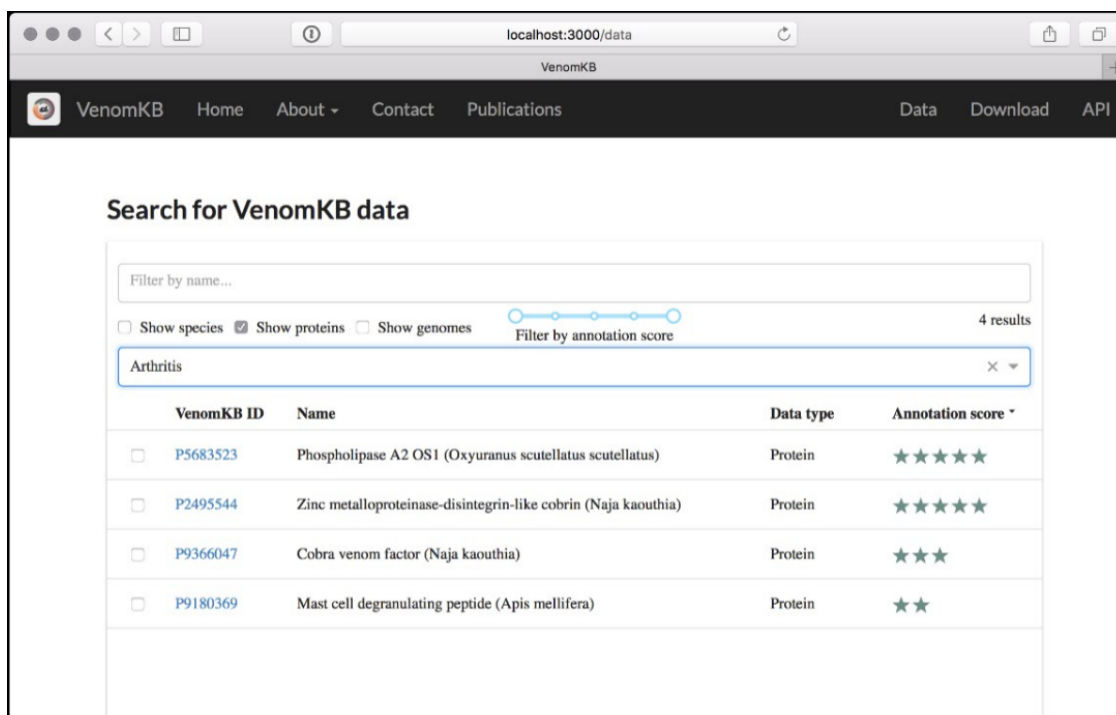 localhost:3000/data
VenomKB
VenomKB Home About Contact Publications Data Download API
Search for VenomKB data
Filter by name...
Show species Show proteins Show genomes Filter by annotation score 4 results
Arthritis
VenomKB ID Name Data type Annotation score
P5683523 Phospholipase A2 OS1 (Oxyuranus scutellatus scutellatus) Protein
P2495544 Zinc metalloproteinase-disintegrin-like cobrin (Naja kaouthia) Protein
P9366047 Cobra venom factor (Naja kaouthia) Protein
P9180369 Mast cell degranulating peptide (Apis mellifera) Protein